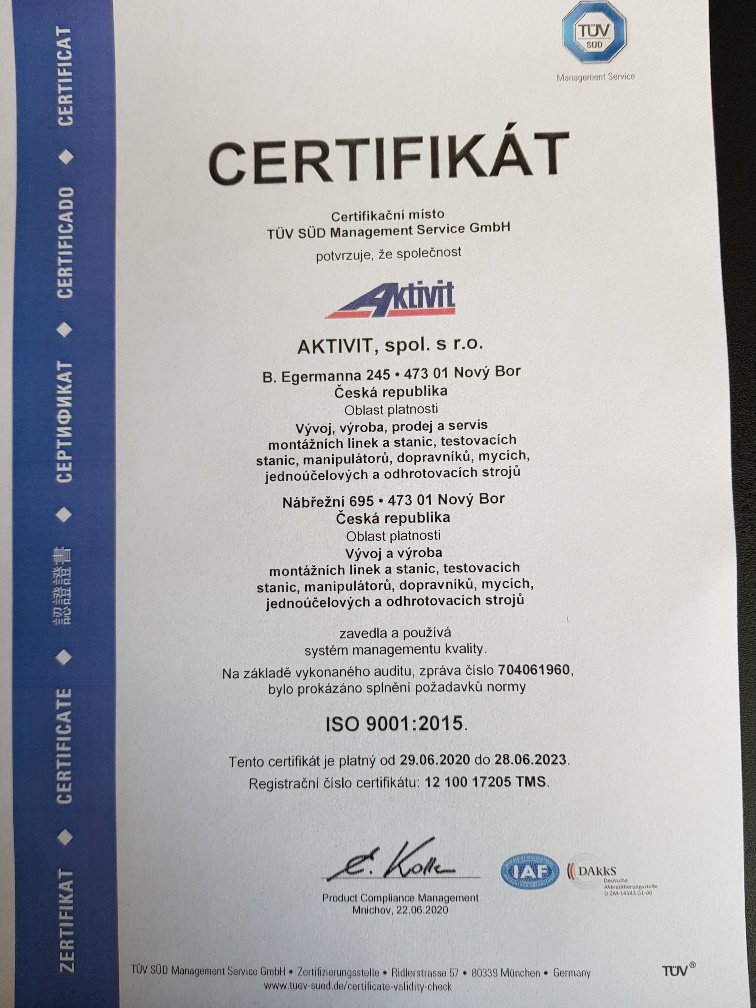 TÜV
SÜD
Management Service
CERTIFIKÁT
Certifikační místo
TÜV SÜD Management Service GmbH
potvrzuje, že společnost
Aktivit
AKTIVIT, spol. s r.o.
B. Egermanna 245 • 473 01 Nový Bor
Česká republika
Oblast platnosti
Vývoj, výroba, prodej a servis
montážních linek a stanic, testovacích
stanic, manipulátorů, dopravníků, mycích,
jednoúčelových a odhrotovacích strojů
Nábřežní 695 • 473 01 Nový Bor
Česká republika
Oblast platnosti
Vývoj a výroba
montážních linek a stanic, testovacích
stanic, manipulátorů, dopravníků, mycích,
jednoúčelových a odhrotovacích strojů
zavedla a používá
systém managementu kvality.
Na základě vykonaného auditu, zpráva číslo 704061960,
bylo prokázáno splnění požadavků normy
ISO 9001:2015.
Tento certifikát je platný od 29.06.2020 do 28.06.2023.
Registrační číslo certifikátu: 12 100 17205 TMS.
Product Compliance Management
Mnichov, 22.06.2020
IAF
DAkkS
Deutsche
Akkreditierungsstelle
TÜV SÜD Management Service GmbH • Zertifizierungsstelle • Ridlerstrasse 57 • 80339 München • Germany
www.tuev-sued.de/certificate-validity-check
TÜV®
ZERTIFIKAT ◆ CERTIFICATE ◆ 認證證書 ◆ СЕРТИФИКАТ ◆ CERTIFICADO ◆ CERTIFICAT